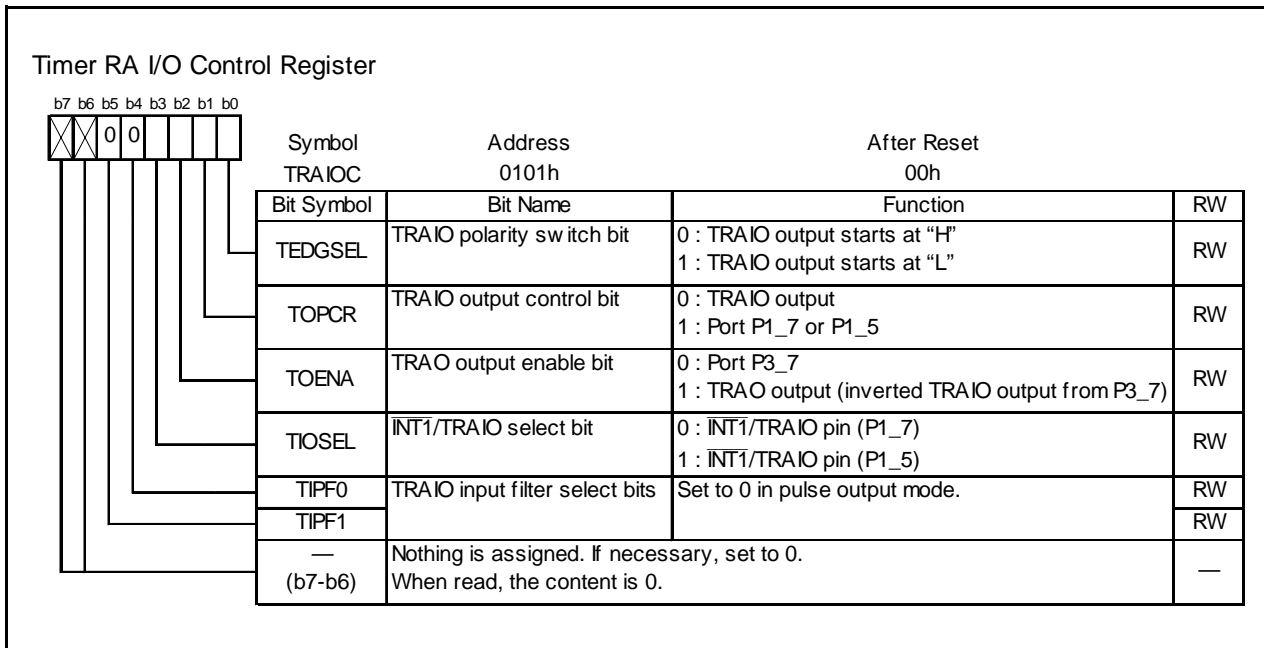 Timer RA I/O Control Register
b7 b6 b5 b4 b3 b2 b1 b0
0 0
Symbol Address After Reset
TRAIOC 0101h 00h
Bit Symbol Bit Name Function RW
TEDGSEL TRAIO polarity switch bit 0 : TRAIO output starts at “H” RW
1 : TRAIO output starts at “L”
TOPCR TRAIO output control bit 0 : TRAIO output RW
1 : Port P1_7 or P1_5
TOENA TRAO output enable bit 0 : Port P3_7 RW
1 : TRAO output (inverted TRAIO output from P3_7)
TIOSEL INT1/TRAIO select bit 0 : INT1/TRAIO pin (P1_7) RW
1 : INT1/TRAIO pin (P1_5)
TIPF0 TRAIO input filter select bits Set to 0 in pulse output mode. RW
TIPF1 RW
— Nothing is assigned. If necessary, set to 0. —
(b7-b6) When read, the content is 0.